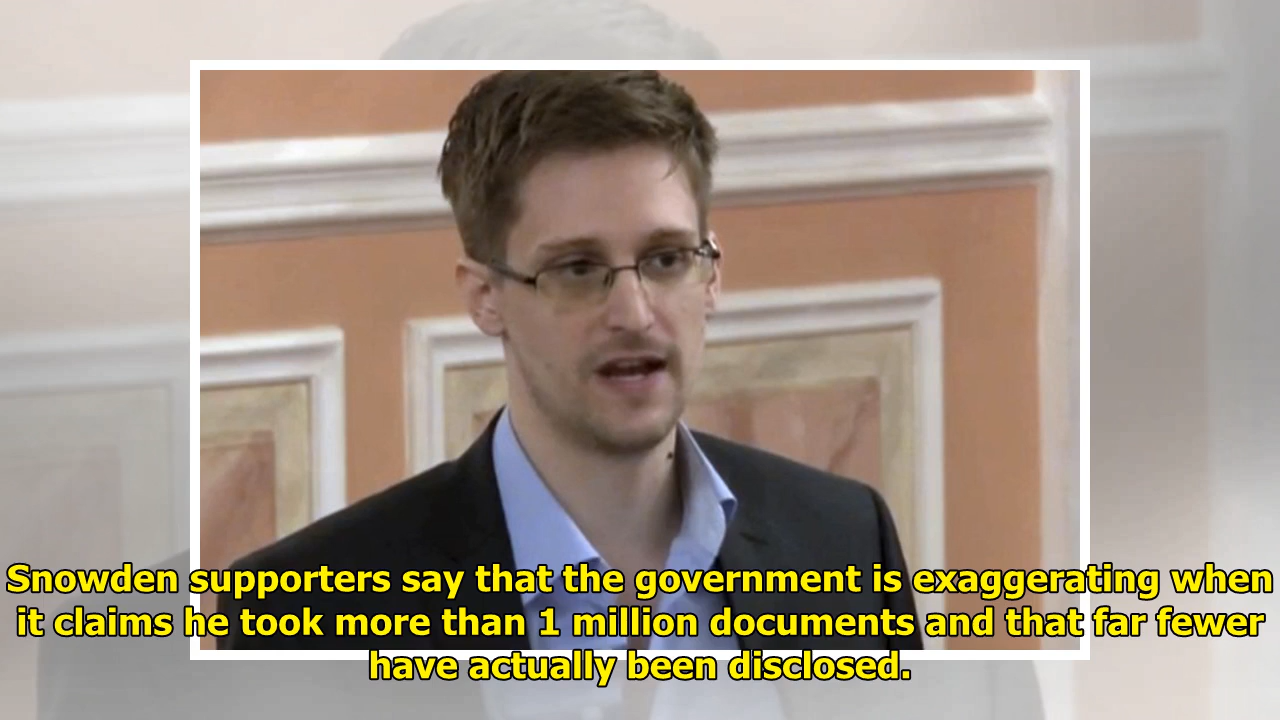 Snowden supporters say that the government is exaggerating when
it claims he took more than 1 million documents and that far fewer
have actually been disclosed.